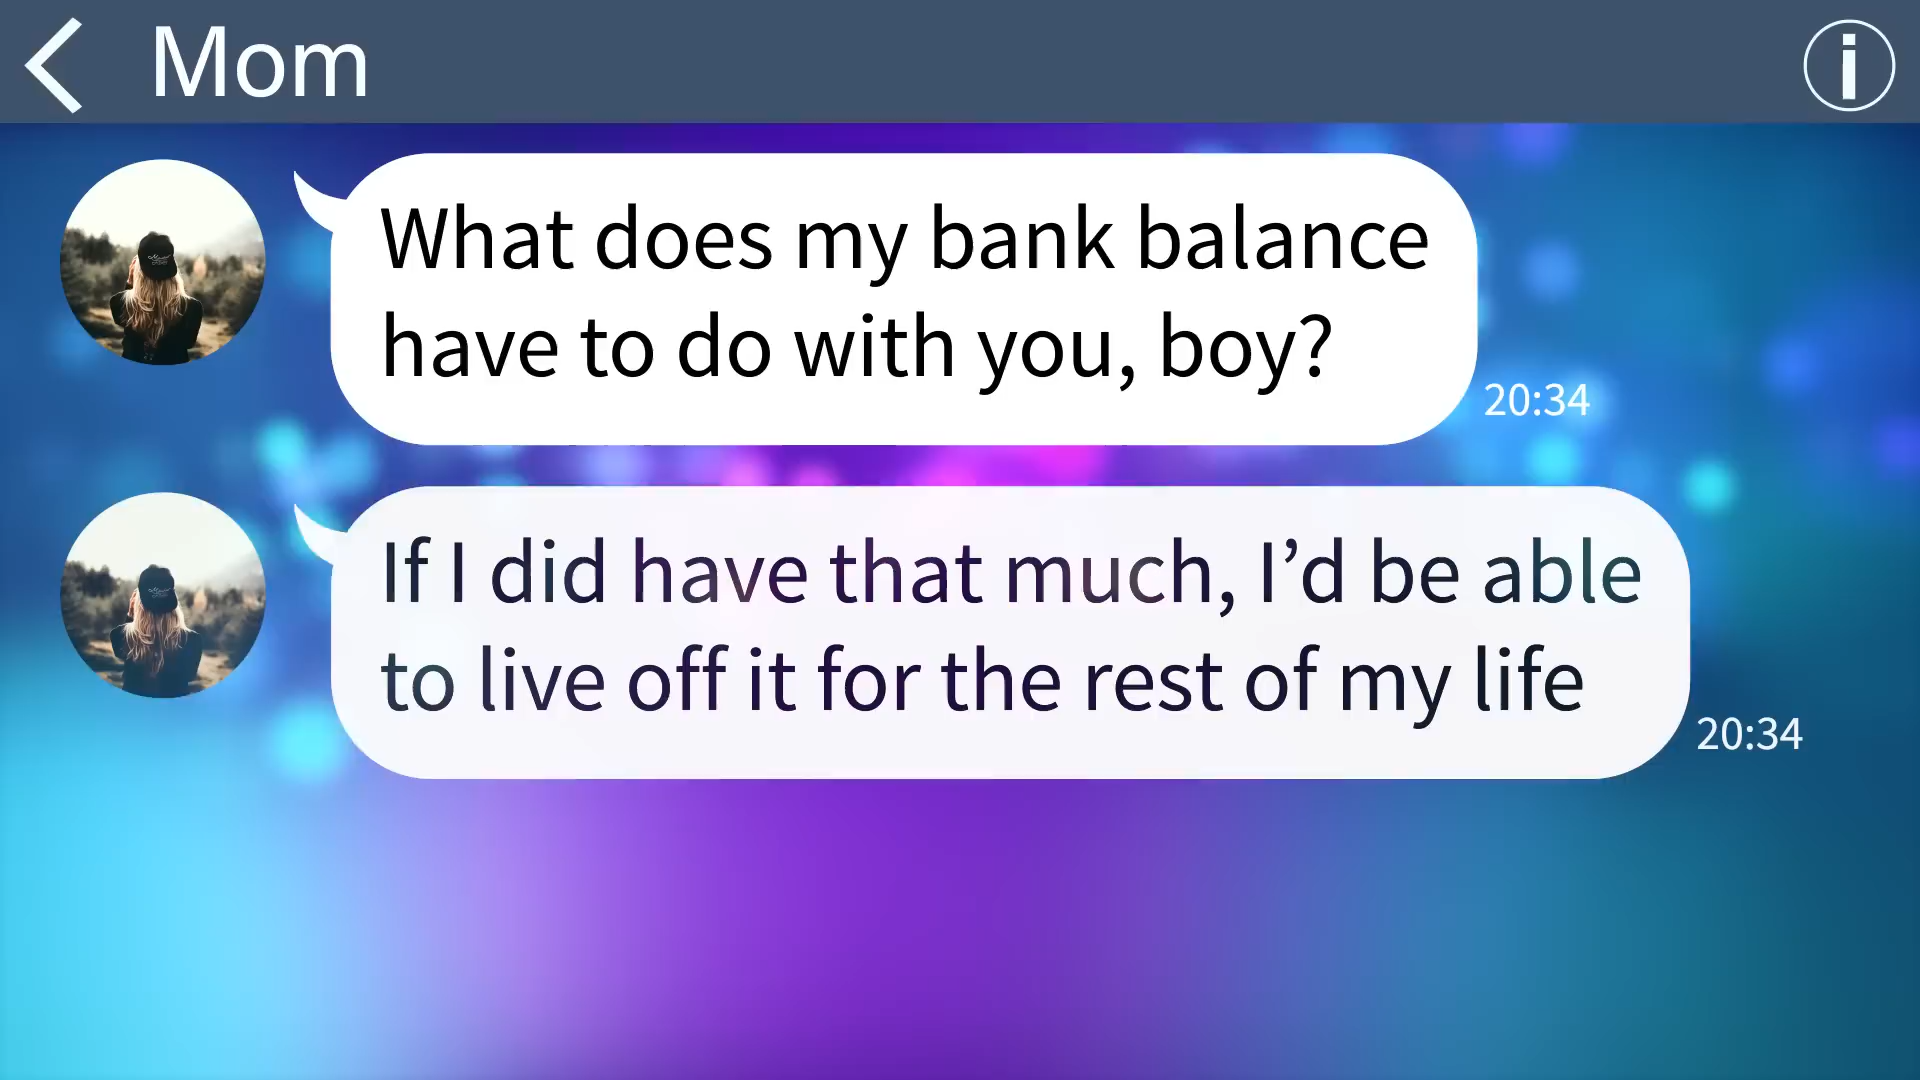 Mom
What does my bank balance
have to do with you, boy?
20:34
If I did have that much, I’d be able
to live off it for the rest of my life
20:34